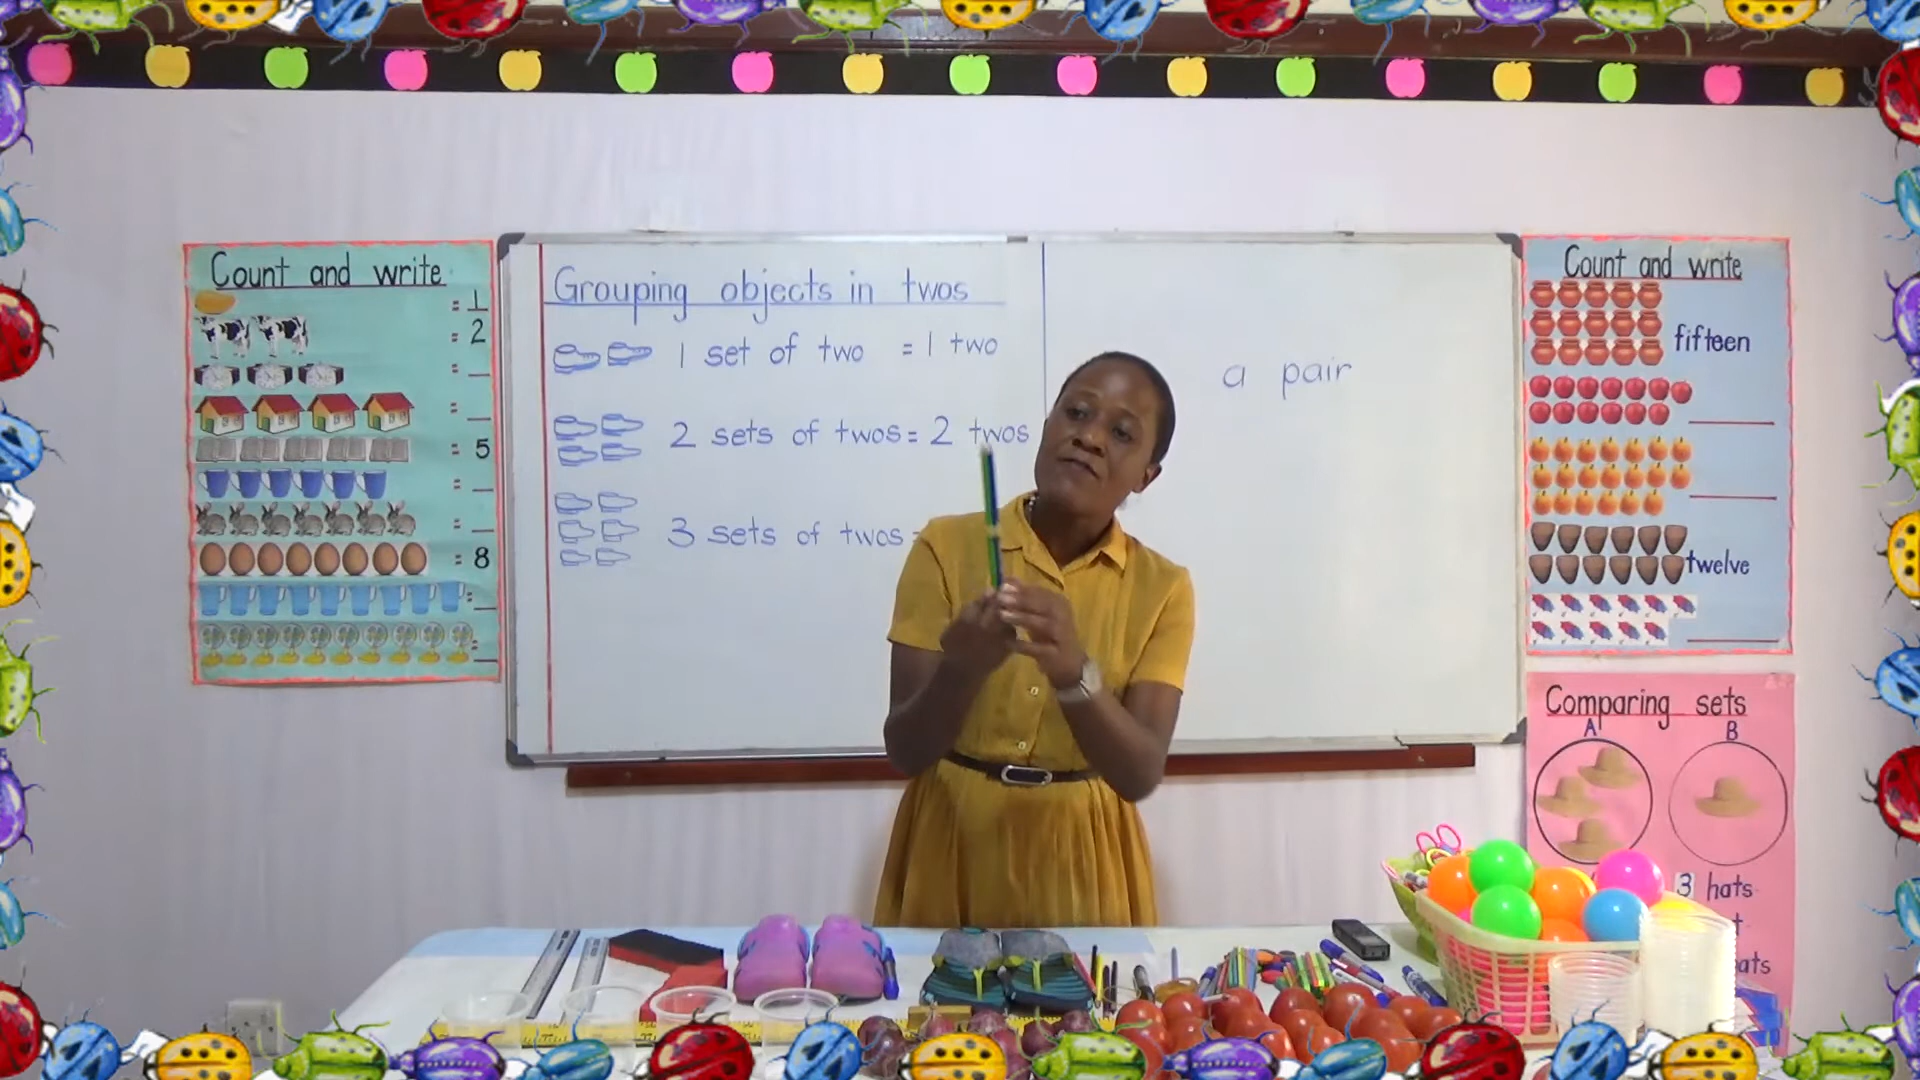 Count and write
= 1
= 2
= _
= _
= 5
= _
= _
= 8
= _
= _
Grouping objects in twos
1 set of two = 1 two
2 sets of twos = 2 twos
3 sets of twos =
a pair
Count and write
fifteen
twelve
Comparing sets
A B
3 hats